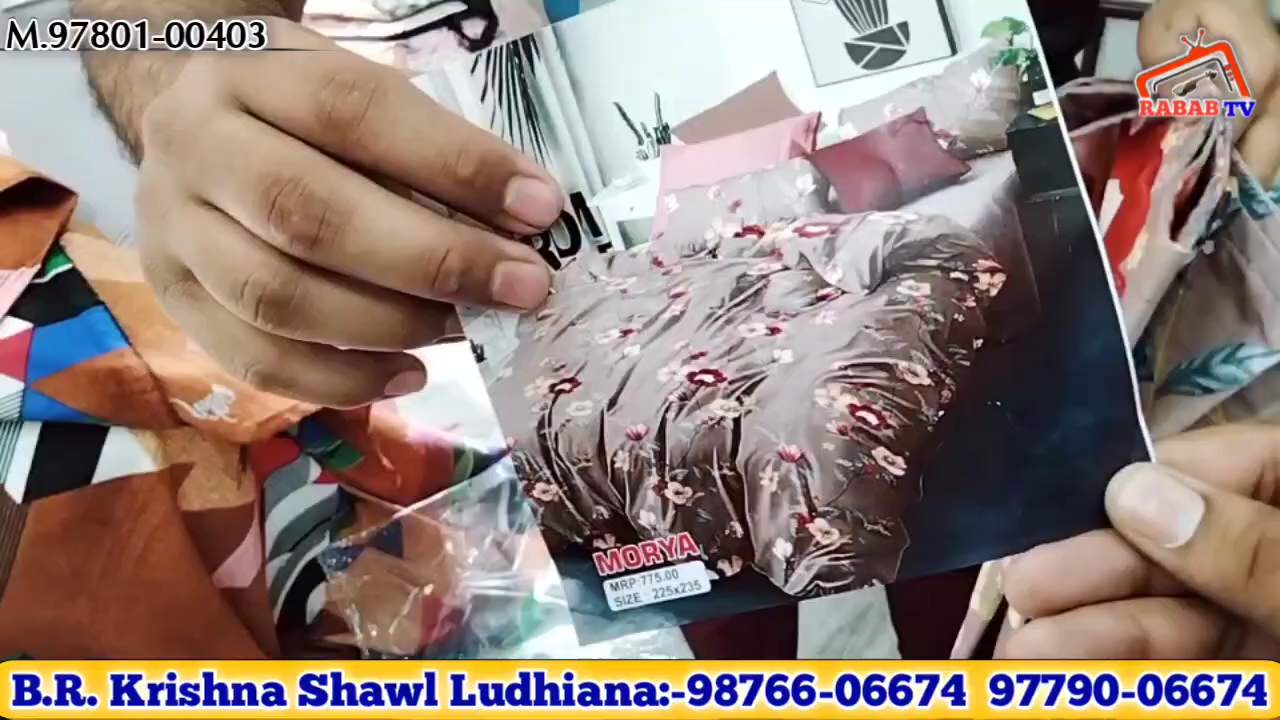 M.97801-00403
RABAB TV
MORYA
MRP 775.00
SIZE : 225x235
B.R. Krishna Shawl Ludhiana:-98766-06674 97790-06674